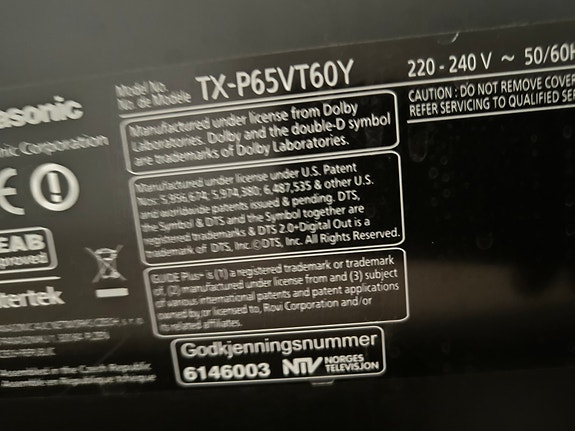 Model No.
No. de Modèle
TX-P65VT60Y
220 - 240 V ~ 50/60H
CAUTION : DO NOT REMOVE COVER
REFER SERVICING TO QUALIFIED SE
asonic
nic Corporation
Manufactured under license from Dolby
Laboratories. Dolby and the double-D symbol
are trademarks of Dolby Laboratories.
Manufactured under license under U.S. Patent
Nos: 5,956,674; 5,974,380; 6,487,535 & other U.S.
and worldwide patents issued & pending. DTS,
the Symbol & DTS and the Symbol together are
registered trademarks & DTS 2.0+Digital Out is a
trademark of DTS, Inc. ©DTS, Inc. All Rights Reserved.
GUIDE Plus+ is (1) a registered trademark or trademark
of, (2) manufactured under license from and (3) subject
of various international patents and patent applications
owned by, or licensed to, Rovi Corporation and/or
its related affiliates.
CE
EAB
pproved
tertek
Assembled in the Czech Republic
Assemblé en République tchèque
Godkjenningsnummer
6146003 NTV NORGES
TELEVISJON